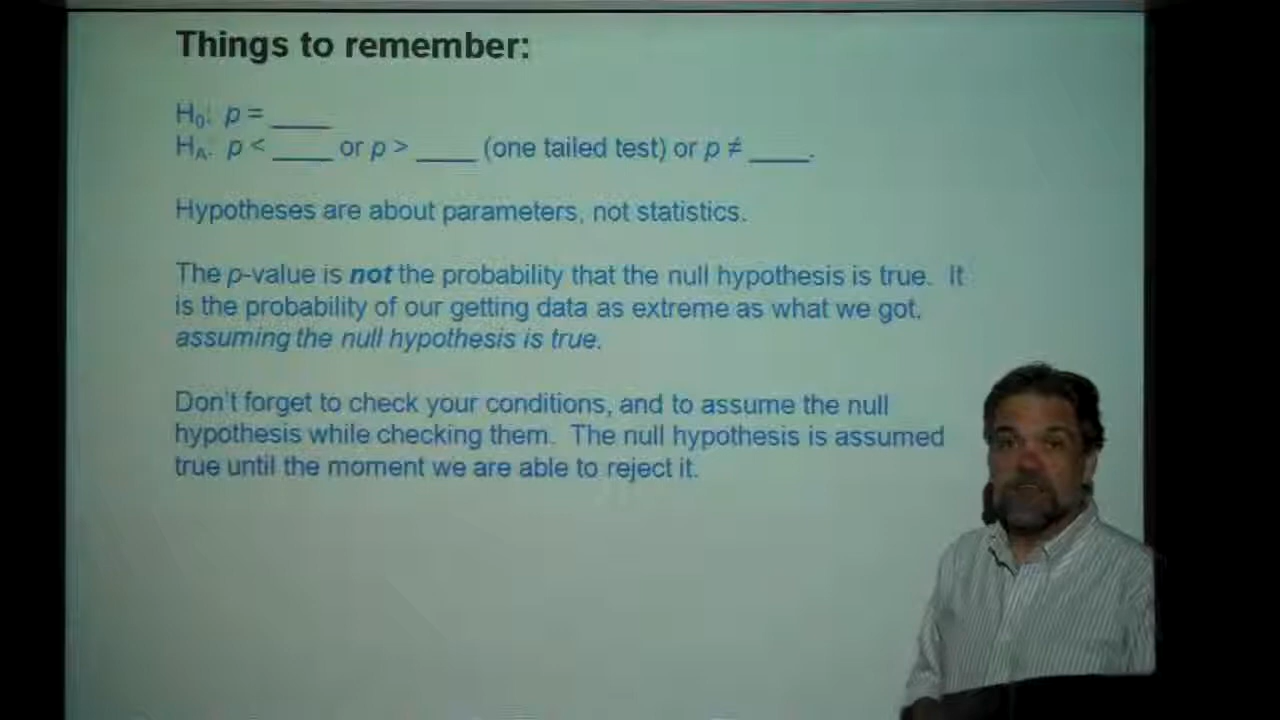 Things to remember:
H₀: p = ____
Hₐ: p < ____ or p > ____ (one tailed test) or p ≠ ____.
Hypotheses are about parameters, not statistics.
The p-value is not the probability that the null hypothesis is true. It
is the probability of our getting data as extreme as what we got,
assuming the null hypothesis is true.
Don't forget to check your conditions, and to assume the null
hypothesis while checking them. The null hypothesis is assumed
true until the moment we are able to reject it.